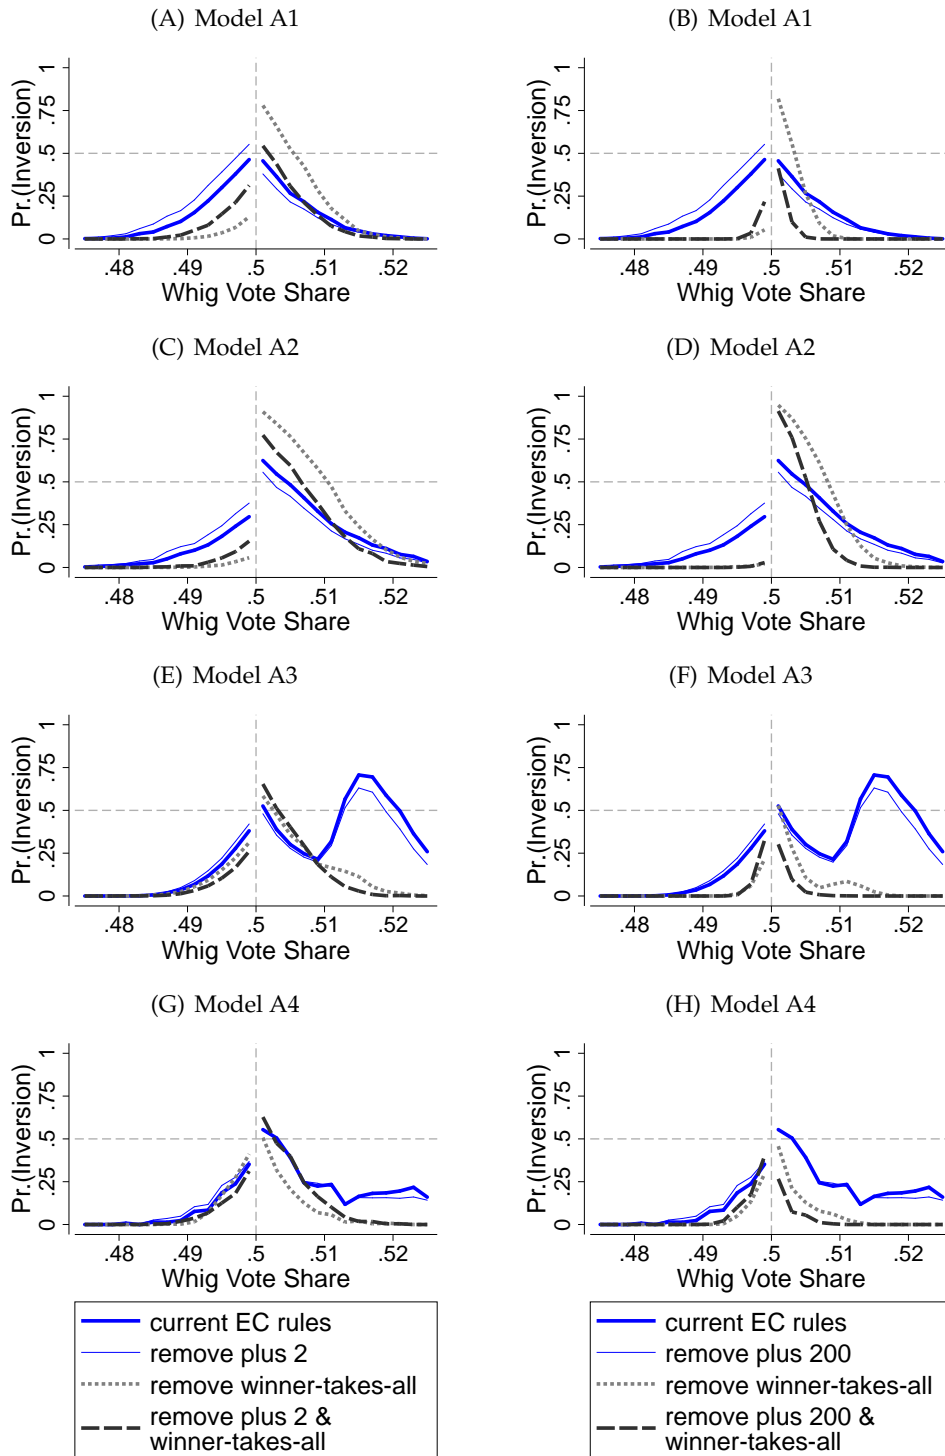 (A) Model A1
Pr.(Inversion)
1
.75
.5
.25
0
.48 .49 .5 .51 .52
Whig Vote Share
(B) Model A1
Pr.(Inversion)
1
.75
.5
.25
0
.48 .49 .5 .51 .52
Whig Vote Share
(C) Model A2
Pr.(Inversion)
1
.75
.5
.25
0
.48 .49 .5 .51 .52
Whig Vote Share
(D) Model A2
Pr.(Inversion)
1
.75
.5
.25
0
.48 .49 .5 .51 .52
Whig Vote Share
(E) Model A3
Pr.(Inversion)
1
.75
.5
.25
0
.48 .49 .5 .51 .52
Whig Vote Share
(F) Model A3
Pr.(Inversion)
1
.75
.5
.25
0
.48 .49 .5 .51 .52
Whig Vote Share
(G) Model A4
Pr.(Inversion)
1
.75
.5
.25
0
.48 .49 .5 .51 .52
Whig Vote Share
(H) Model A4
Pr.(Inversion)
1
.75
.5
.25
0
.48 .49 .5 .51 .52
Whig Vote Share
current EC rules
remove plus 2
remove winner-takes-all
remove plus 2 &
winner-takes-all
current EC rules
remove plus 200
remove winner-takes-all
remove plus 200 &
winner-takes-all